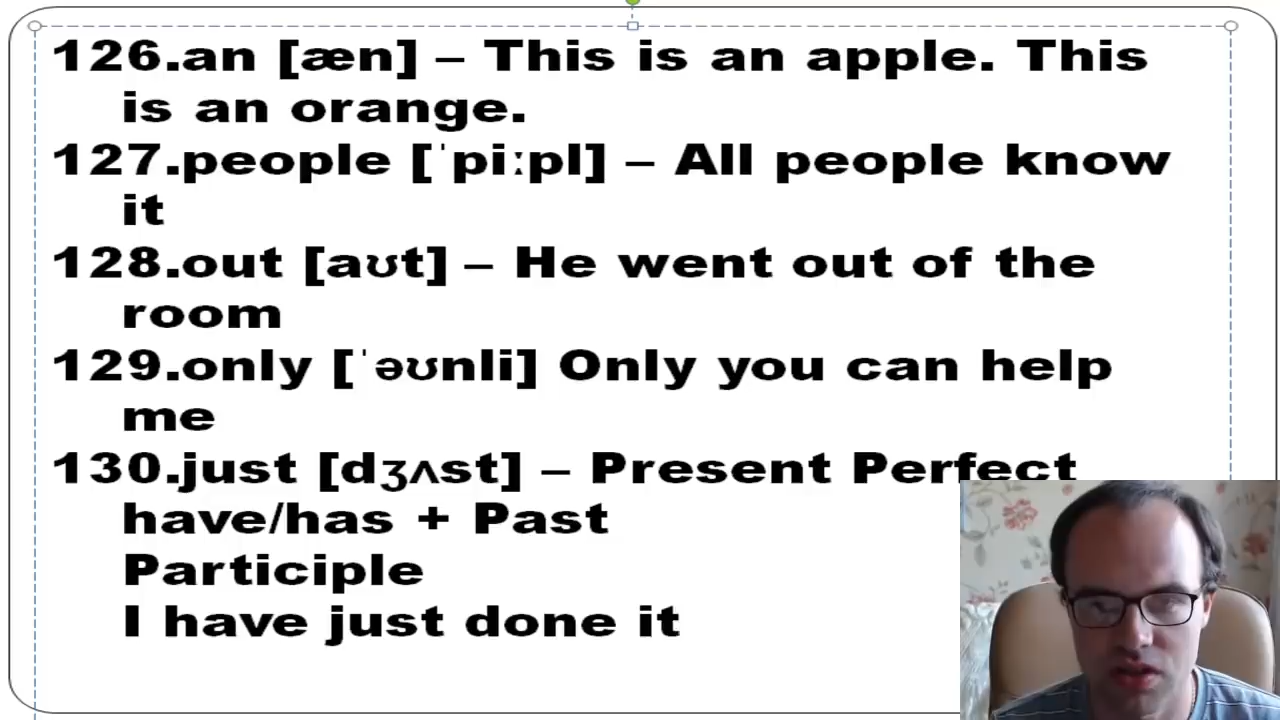 126.an [æn] – This is an apple. This
is an orange.
127.people [ˈpiːpl] – All people know
it
128.out [aʊt] – He went out of the
room
129.only [ˈəʊnli] Only you can help
me
130.just [dʒʌst] – Present Perfect
have/has + Past
Participle
I have just done it